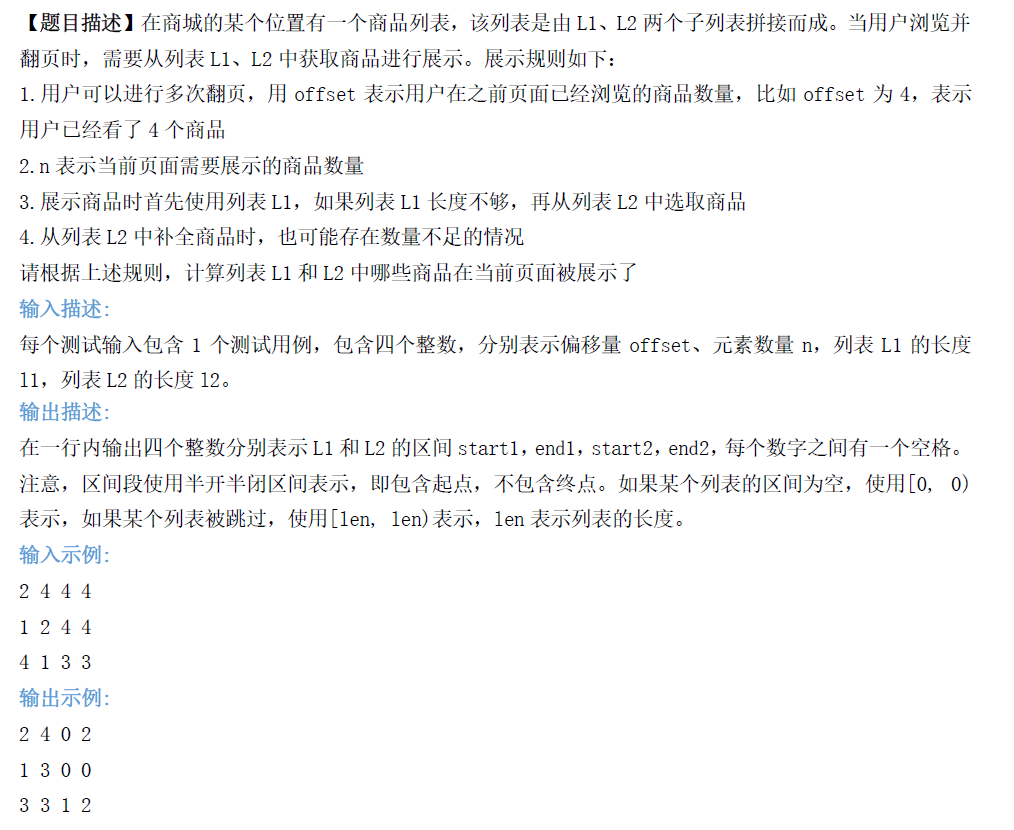 【题目描述】在商城的某个位置有一个商品列表，该列表是由 L1、L2 两个子列表拼接而成。当用户浏览并
翻页时，需要从列表 L1、L2 中获取商品进行展示。展示规则如下：
1.用户可以进行多次翻页，用 offset 表示用户在之前页面已经浏览的商品数量，比如 offset 为 4，表示
用户已经看了 4 个商品
2.n 表示当前页面需要展示的商品数量
3.展示商品时首先使用列表 L1，如果列表 L1 长度不够，再从列表 L2 中选取商品
4.从列表 L2 中补全商品时，也可能存在数量不足的情况
请根据上述规则，计算列表 L1 和 L2 中哪些商品在当前页面被展示了
输入描述：
每个测试输入包含 1 个测试用例，包含四个整数，分别表示偏移量 offset、元素数量 n，列表 L1 的长度
l1，列表 L2 的长度 l2。
输出描述：
在一行内输出四个整数分别表示 L1 和 L2 的区间 start1，end1，start2，end2，每个数字之间有一个空格。
注意，区间段使用半开半闭区间表示，即包含起点，不包含终点。如果某个列表的区间为空，使用[0, 0)
表示，如果某个列表被跳过，使用[len, len)表示，len 表示列表的长度。
输入示例：
2 4 4 4
1 2 4 4
4 1 3 3
输出示例：
2 4 0 2
1 3 0 0
3 3 1 2